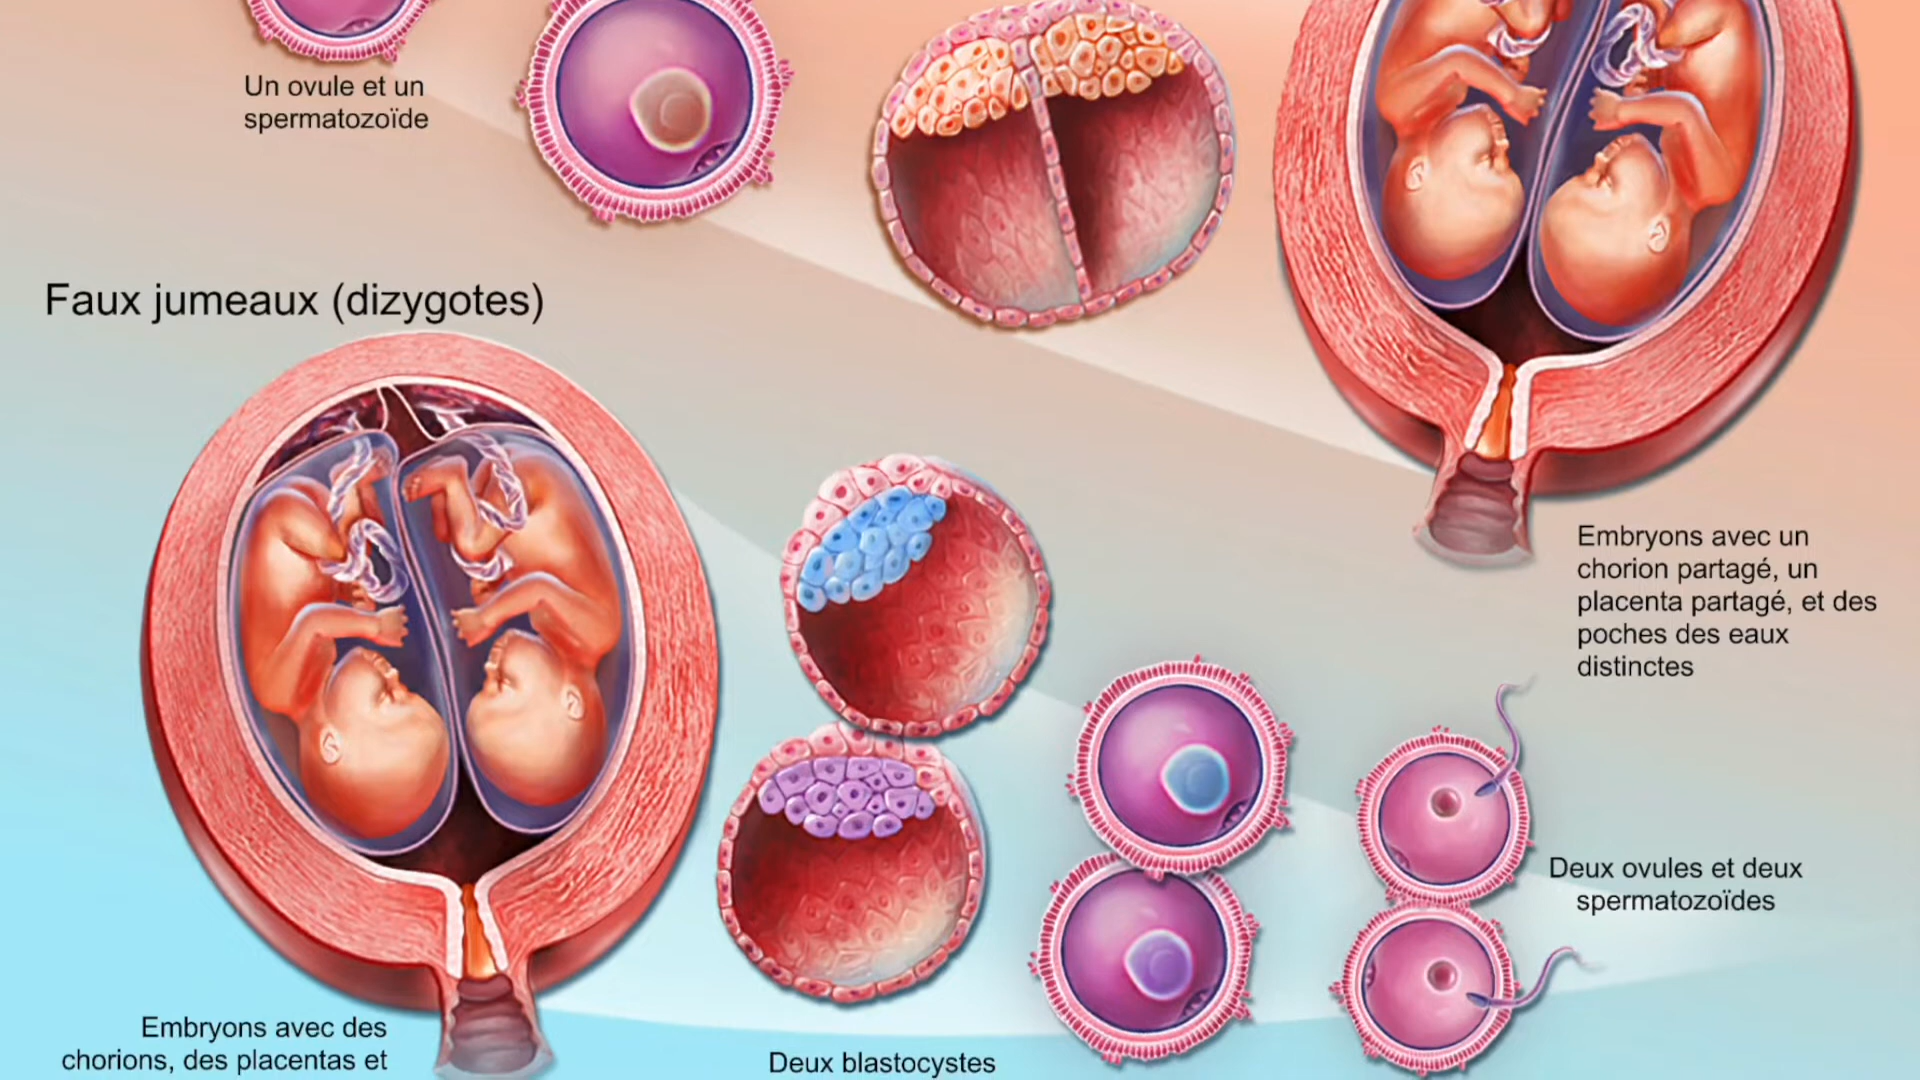 Un ovule et un
spermatozoïde
Faux jumeaux (dizygotes)
Embryons avec un
chorion partagé, un
placenta partagé, et des
poches des eaux
distinctes
Deux ovules et deux
spermatozoïdes
Embryons avec des
chorions, des placentas et
Deux blastocystes